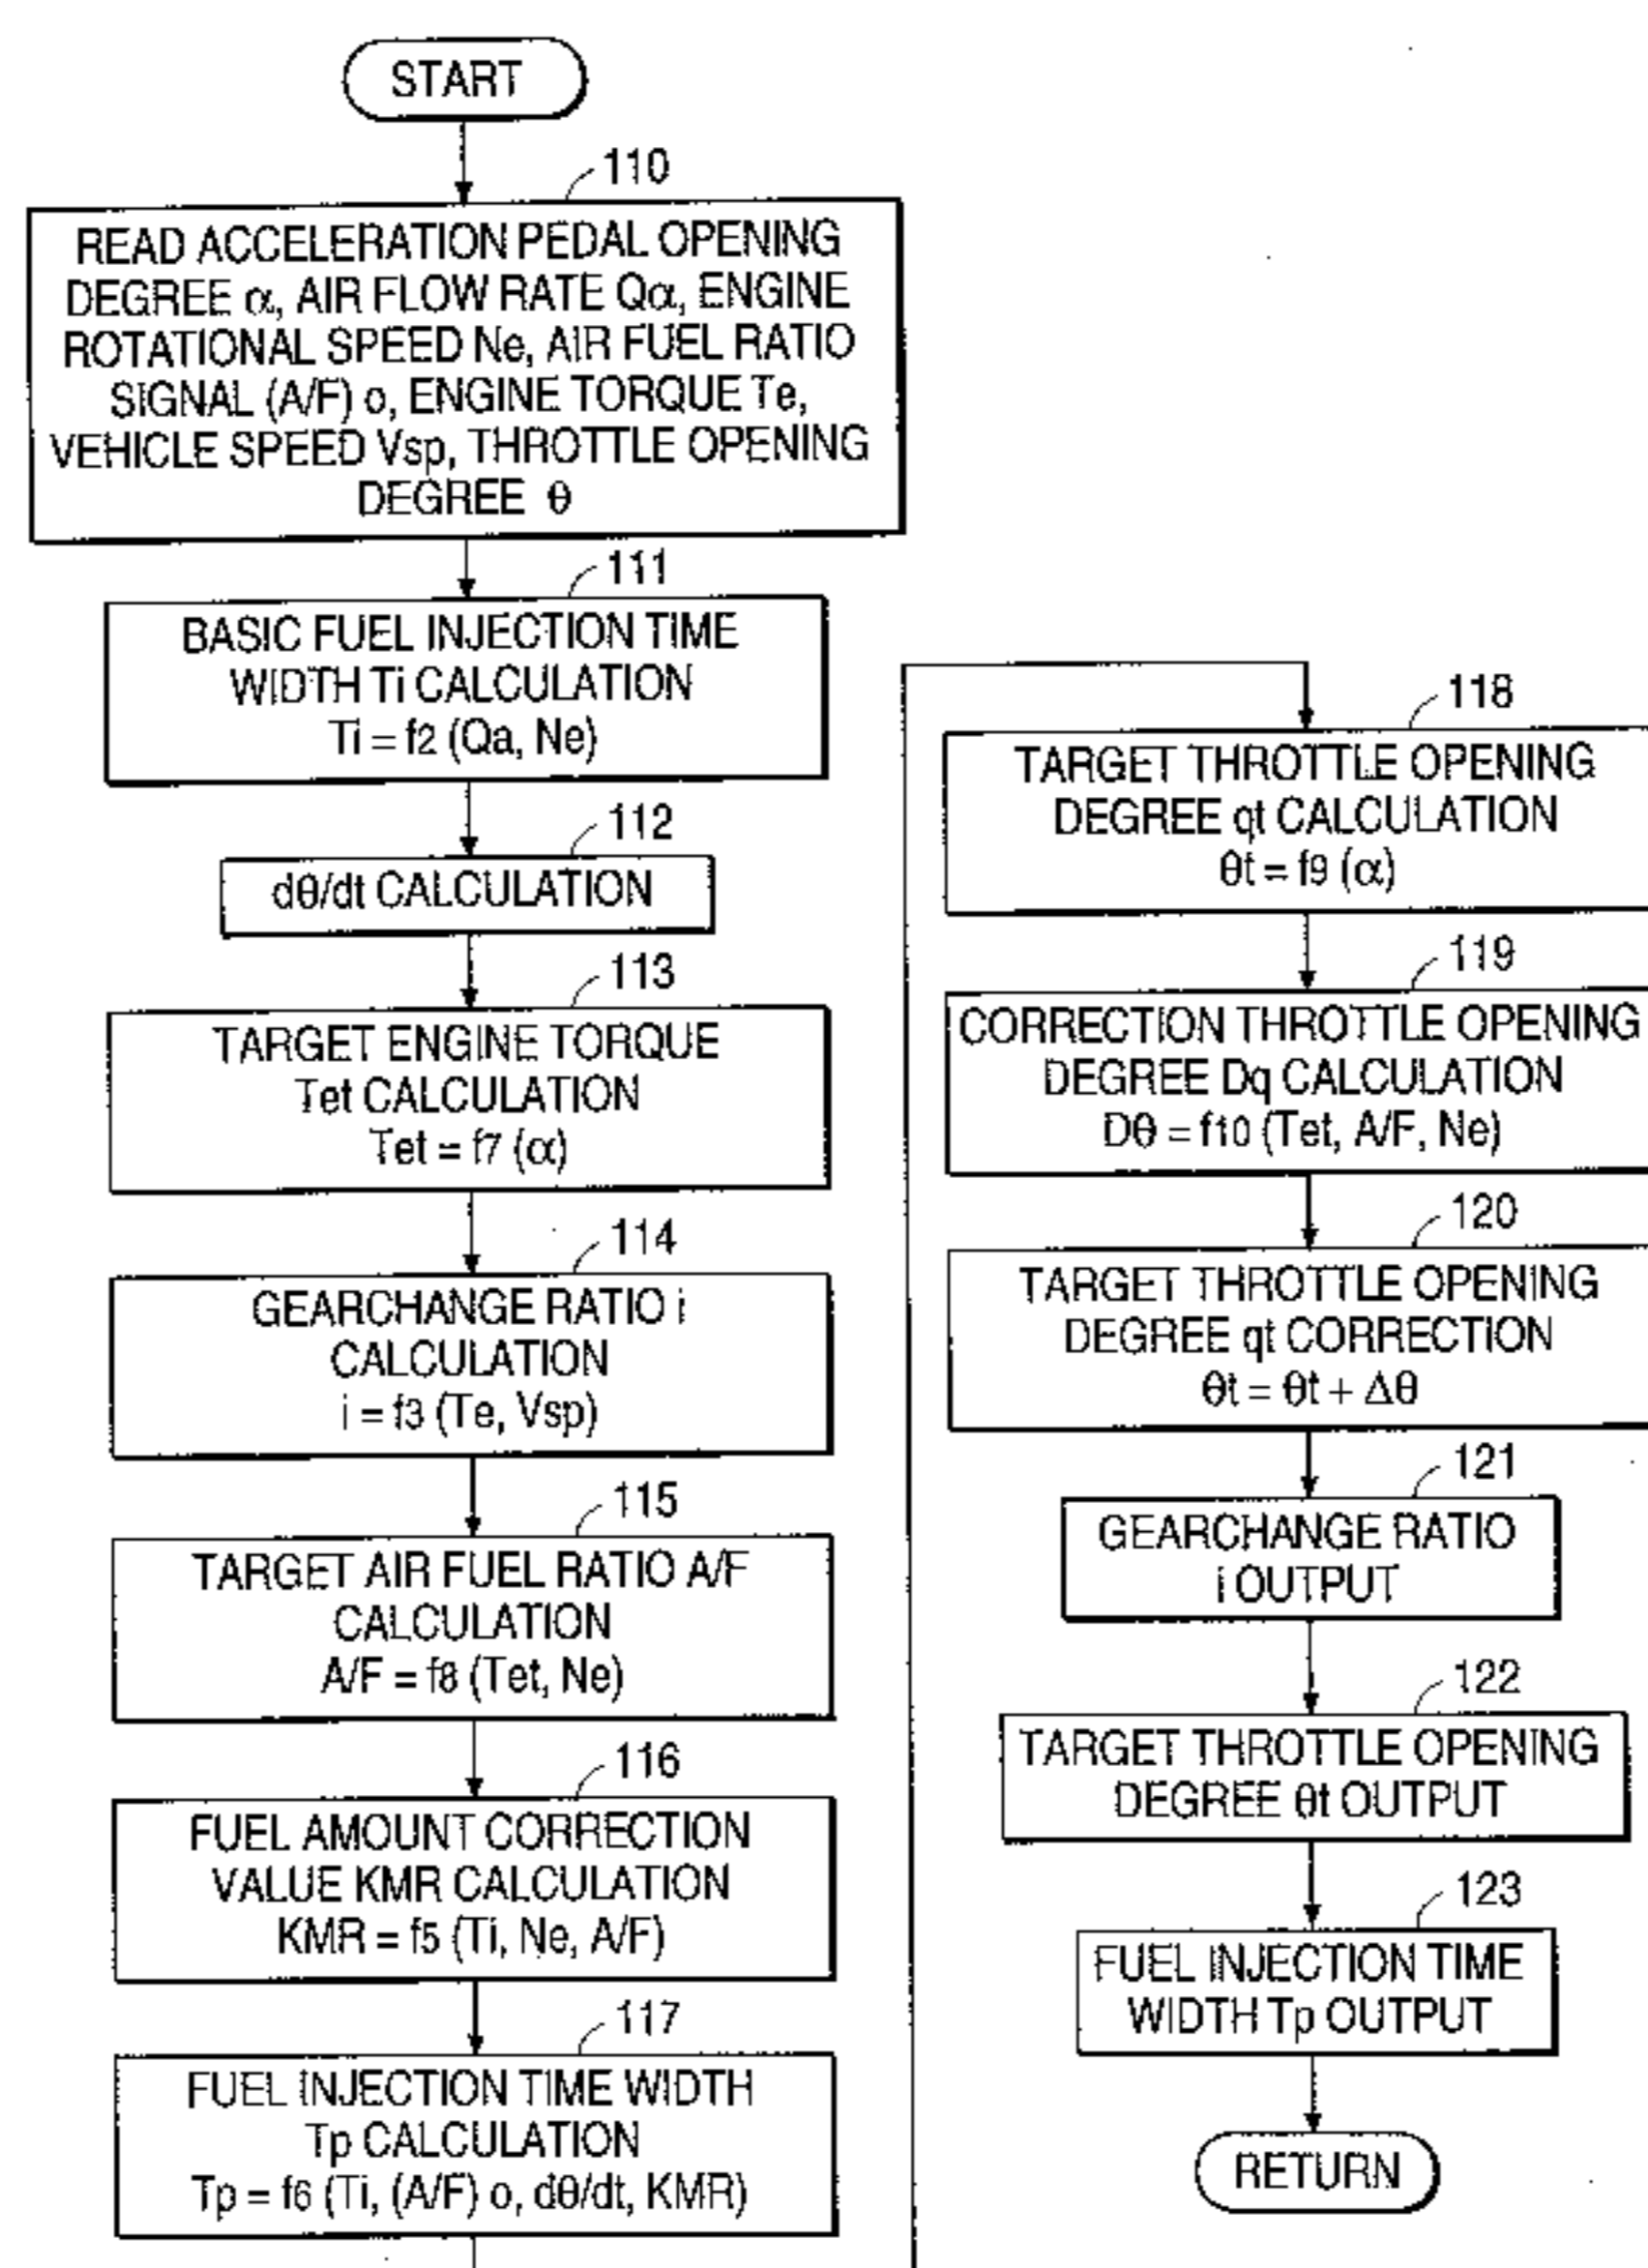 START
110
READ ACCELERATION PEDAL OPENING
DEGREE α, AIR FLOW RATE Qα, ENGINE
ROTATIONAL SPEED Ne, AIR FUEL RATIO
SIGNAL (A/F) o, ENGINE TORQUE Te,
VEHICLE SPEED Vsp, THROTTLE OPENING
DEGREE θ
111
BASIC FUEL INJECTION TIME
WIDTH Ti CALCULATION
Ti = f2 (Qa, Ne)
112
dθ/dt CALCULATION
113
TARGET ENGINE TORQUE
Tet CALCULATION
Tet = f7 (α)
114
GEARCHANGE RATIO i
CALCULATION
i = f3 (Te, Vsp)
115
TARGET AIR FUEL RATIO A/F
CALCULATION
A/F = f8 (Tet, Ne)
116
FUEL AMOUNT CORRECTION
VALUE KMR CALCULATION
KMR = f5 (Ti, Ne, A/F)
117
FUEL INJECTION TIME WIDTH
Tp CALCULATION
Tp = f6 (Ti, (A/F) o, dθ/dt, KMR)
118
TARGET THROTTLE OPENING
DEGREE qt CALCULATION
θt = f9 (α)
119
CORRECTION THROTTLE OPENING
DEGREE Dq CALCULATION
Dθ = f10 (Tet, A/F, Ne)
120
TARGET THROTTLE OPENING
DEGREE qt CORRECTION
θt = θt + Δθ
121
GEARCHANGE RATIO
i OUTPUT
122
TARGET THROTTLE OPENING
DEGREE θt OUTPUT
123
FUEL INJECTION TIME
WIDTH Tp OUTPUT
RETURN